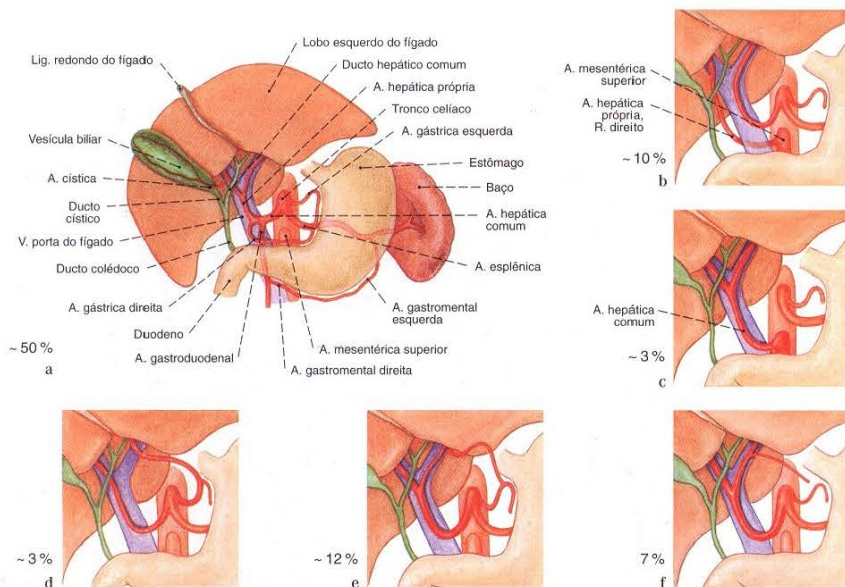 Lobo esquerdo do fígado
Lig. redondo do fígado
Ducto hepático comum
A. hepática própria
Tronco celíaco
A. gástrica esquerda
Vesícula biliar
Estômago
Baço
A. cística
Ducto
cístico
A. hepática
comum
V. porta do fígado
Ducto colédoco
A. esplênica
A. gástrica direita
A. gastromental
esquerda
Duodeno
A. gastroduodenal
A. mesentérica superior
A. gastromental direita
~ 50 %
a
A. mesentérica
superior
A. hepática
própria,
R. direito
~ 10 %
b
A. hepática
comum
~ 3 %
c
~ 3 %
d
~ 12 %
e
7 %
f